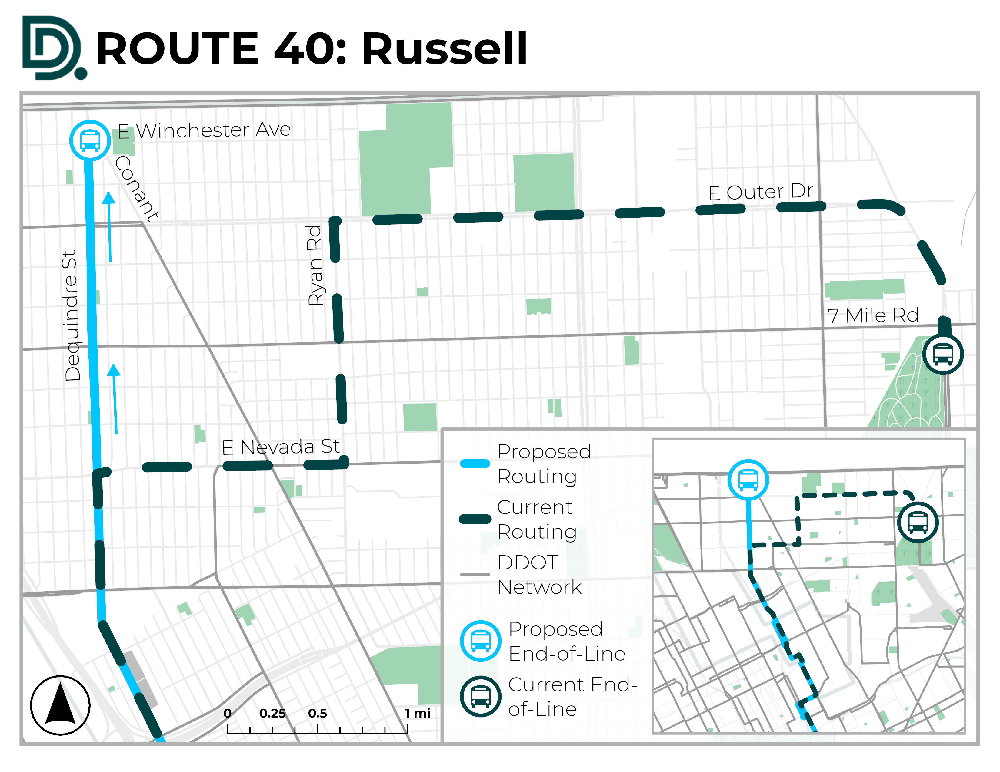 ROUTE 40: Russell
E Winchester Ave
Conant
E Outer Dr
Ryan Rd
Dequindre St
7 Mile Rd
E Nevada St
Proposed
Routing
Current
Routing
DDOT
Network
Proposed
End-of-Line
Current End-
of-Line
0 0.25 0.5 1 mi